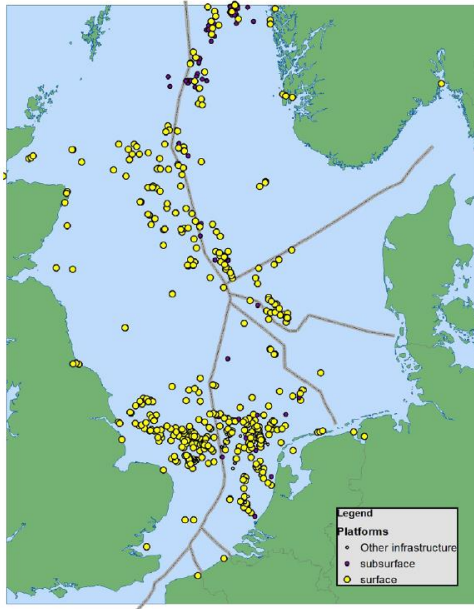 Legend
Platforms
Other infrastructure
subsurface
surface